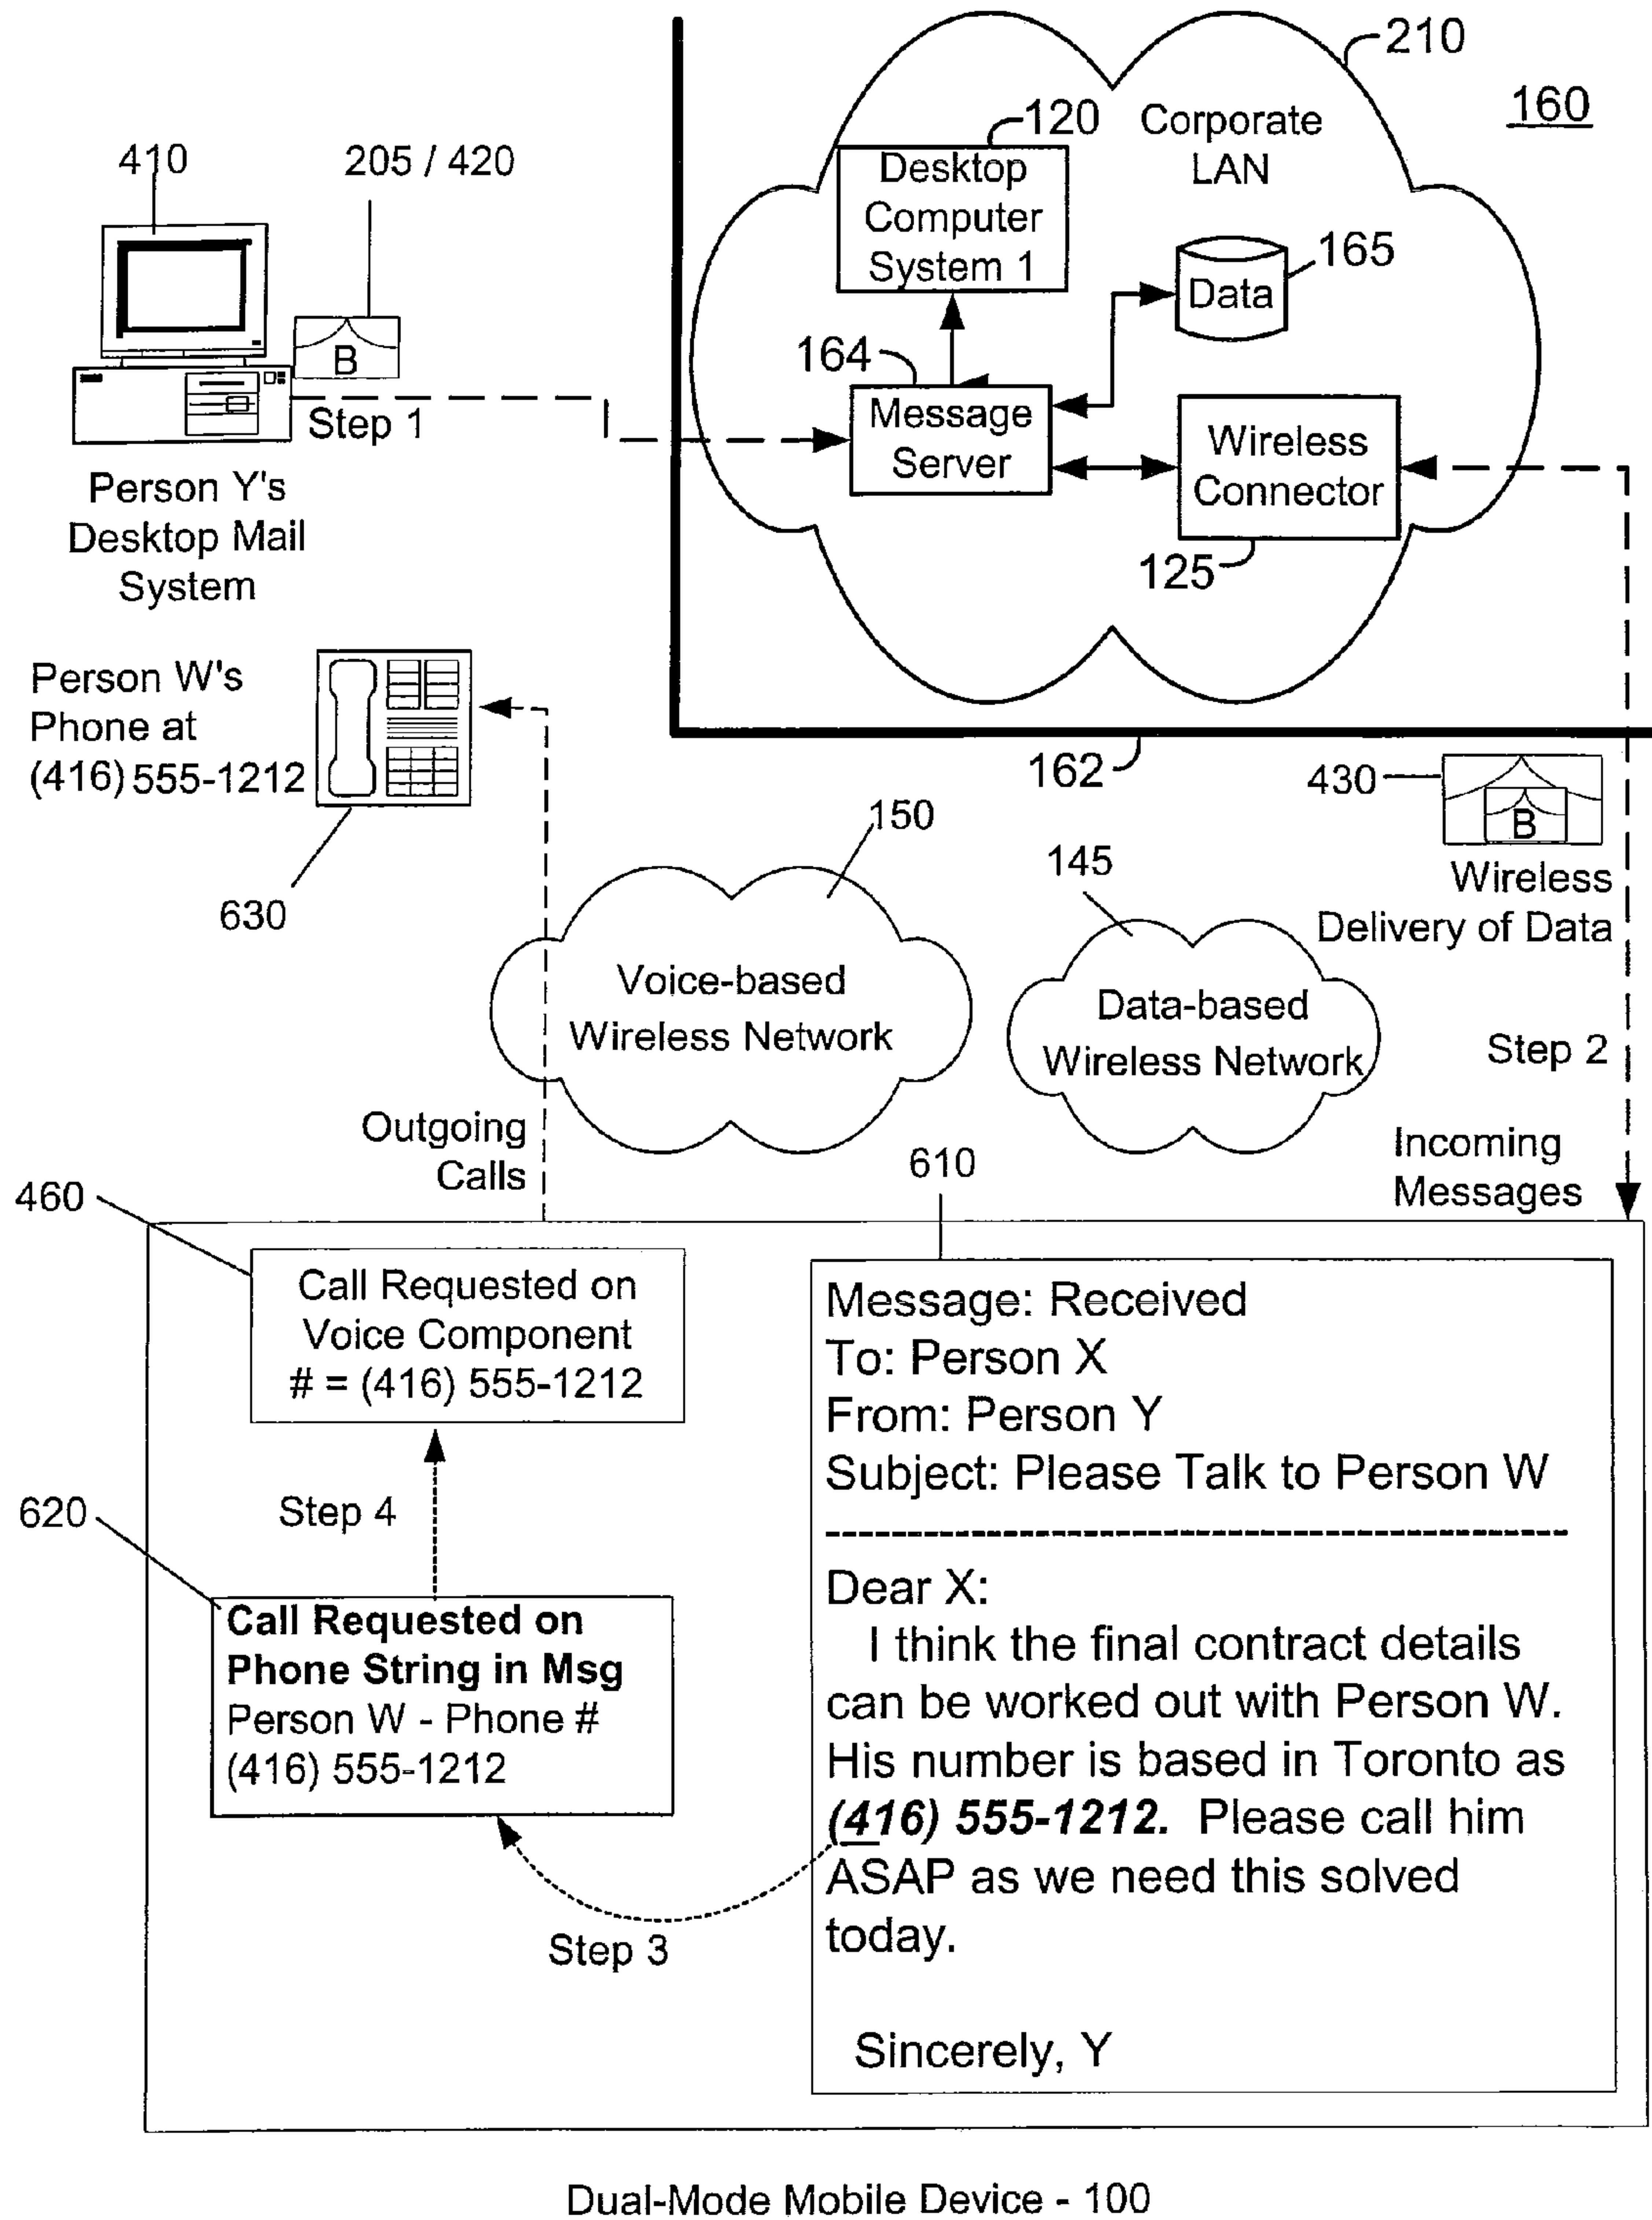 210
160
120
Corporate
LAN
410
205 / 420
Desktop
Computer
System 1
165
Data
164
B
Step 1
Message
Server
Wireless
Connector
125
Person Y's
Desktop Mail
System
Person W's
Phone at
(416) 555-1212
630
162
430
B
150
145
Wireless
Delivery of Data
Voice-based
Wireless Network
Data-based
Wireless Network
Step 2
Outgoing
Calls
Incoming
Messages
610
460
Call Requested on
Voice Component
# = (416) 555-1212
Step 4
620
Call Requested on
Phone String in Msg
Person W - Phone #
(416) 555-1212
Step 3
Message: Received
To: Person X
From: Person Y
Subject: Please Talk to Person W
Dear X:
I think the final contract details
can be worked out with Person W.
His number is based in Toronto as
(416) 555-1212. Please call him
ASAP as we need this solved
today.
Sincerely, Y
Dual-Mode Mobile Device - 100